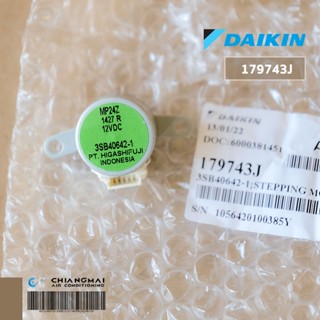 DAIKIN
179743J
MP24Z
1427 R
12VDC
3SB40642-1
PT. HIGASHIFUJI
INDONESIA
DAIKIN
13/01/22
DOC: 6000381451
179743J
3SB40642-1;STEPPING MO
S/N 1056420100385Y
CHIANGMAI
AIR CONDITIONING